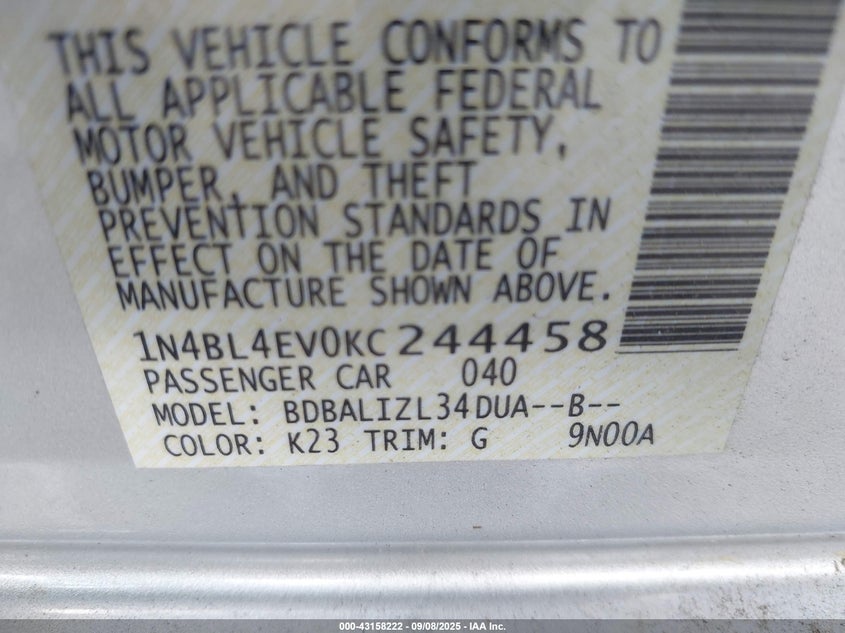 THIS VEHICLE CONFORMS TO
ALL APPLICABLE FEDERAL
MOTOR VEHICLE SAFETY,
BUMPER, AND THEFT
PREVENTION STANDARDS IN
EFFECT ON THE DATE OF
MANUFACTURE SHOWN ABOVE.
1N4BL4EV0KC244458
PASSENGER CAR 040
MODEL: BDBALIZL34DUA--B--
COLOR: K23 TRIM: G 9N00A
000-43158222 - 09/08/2025 - IAA Inc.